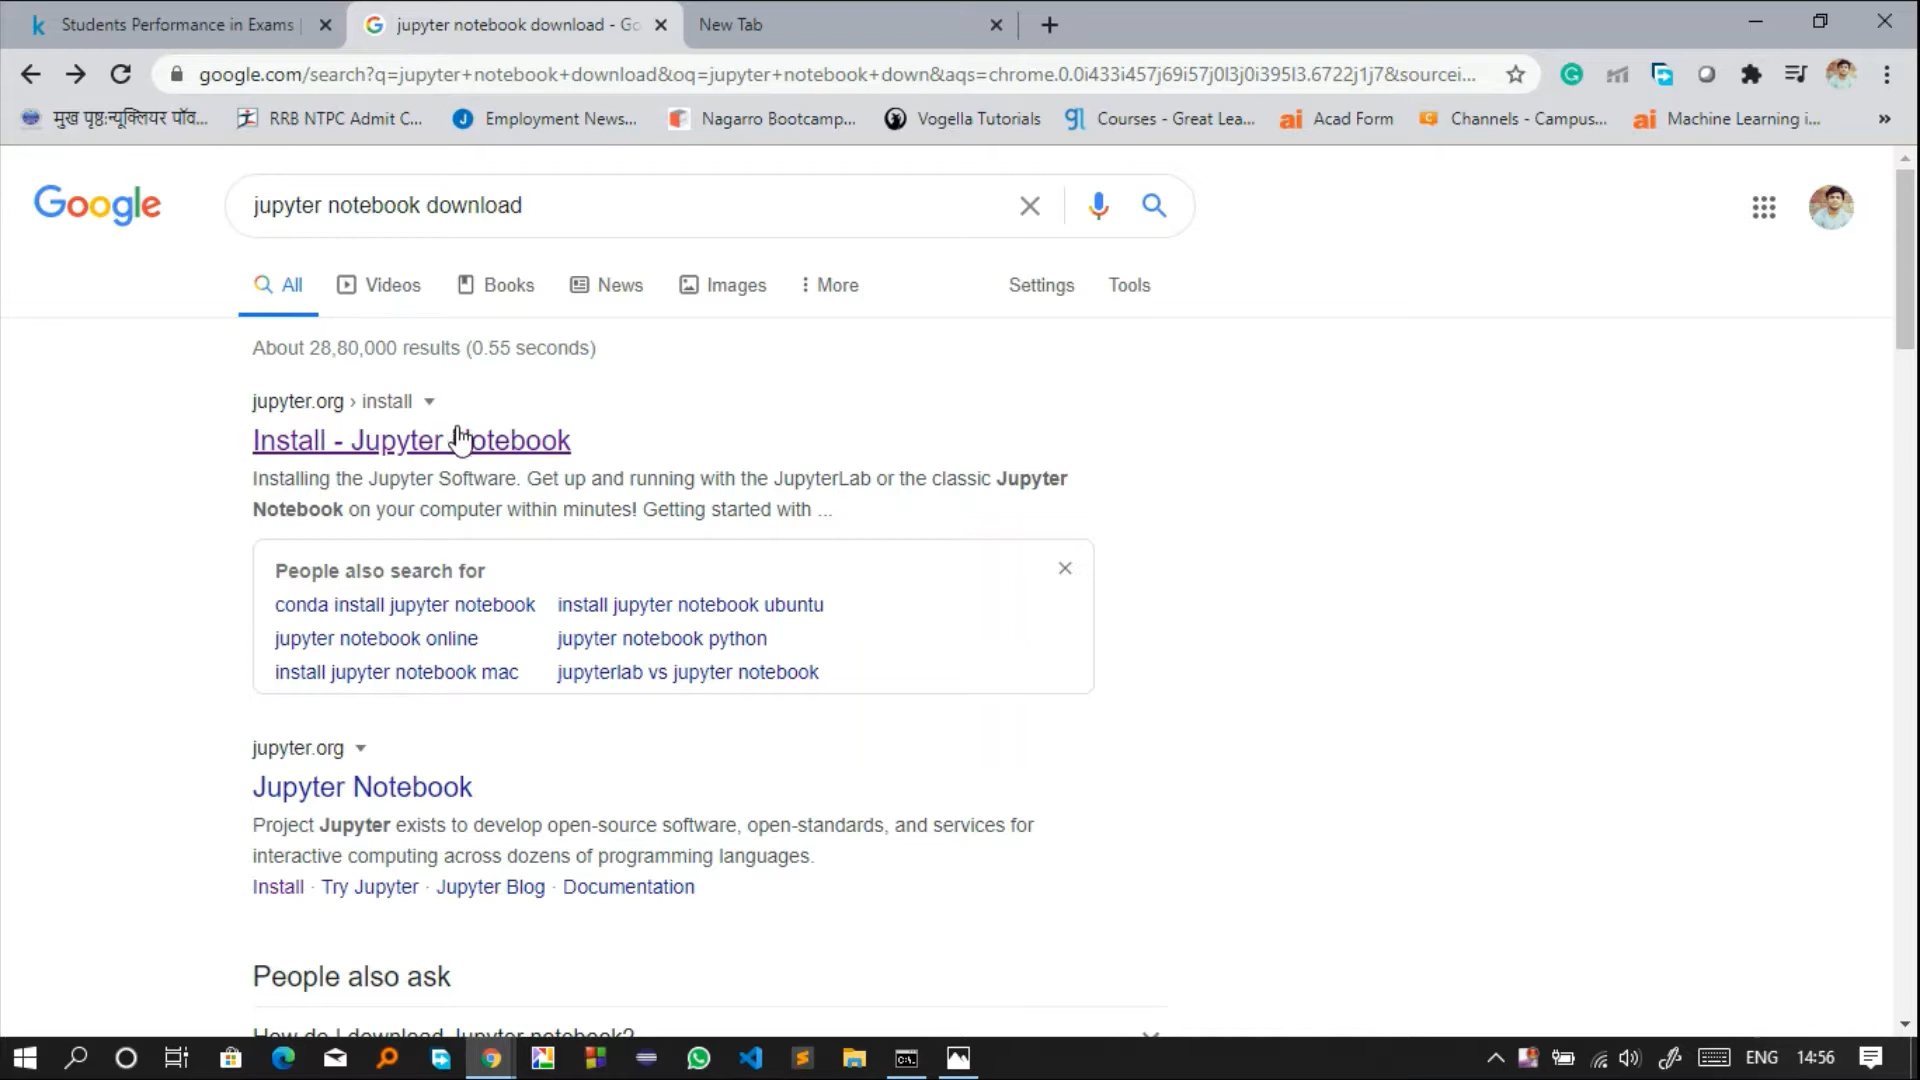 Students Performance in Exams |
jupyter notebook download - Go
New Tab
google.com/search?q=jupyter+notebook+download&oq=jupyter+notebook+down&aqs=chrome.0.0i433i457j69i57j0l3j0i395l3.6722j1j7&sourcei...
मुख पृष्ठ:न्यूक्लियर पॉव...
RRB NTPC Admit C...
Employment News...
Nagarro Bootcamp...
Vogella Tutorials
Courses - Great Lea...
Acad Form
Channels - Campus...
Machine Learning i...
Google
jupyter notebook download
All
Videos
Books
News
Images
More
Settings
Tools
About 28,80,000 results (0.55 seconds)
jupyter.org › install
Install - Jupyter Notebook
Installing the Jupyter Software. Get up and running with the JupyterLab or the classic Jupyter
Notebook on your computer within minutes! Getting started with ...
People also search for
conda install jupyter notebook
install jupyter notebook ubuntu
jupyter notebook online
jupyter notebook python
install jupyter notebook mac
jupyterlab vs jupyter notebook
jupyter.org
Jupyter Notebook
Project Jupyter exists to develop open-source software, open-standards, and services for
interactive computing across dozens of programming languages.
Install · Try Jupyter · Jupyter Blog · Documentation
People also ask
How do I download Jupyter notebook?
ENG
14:56